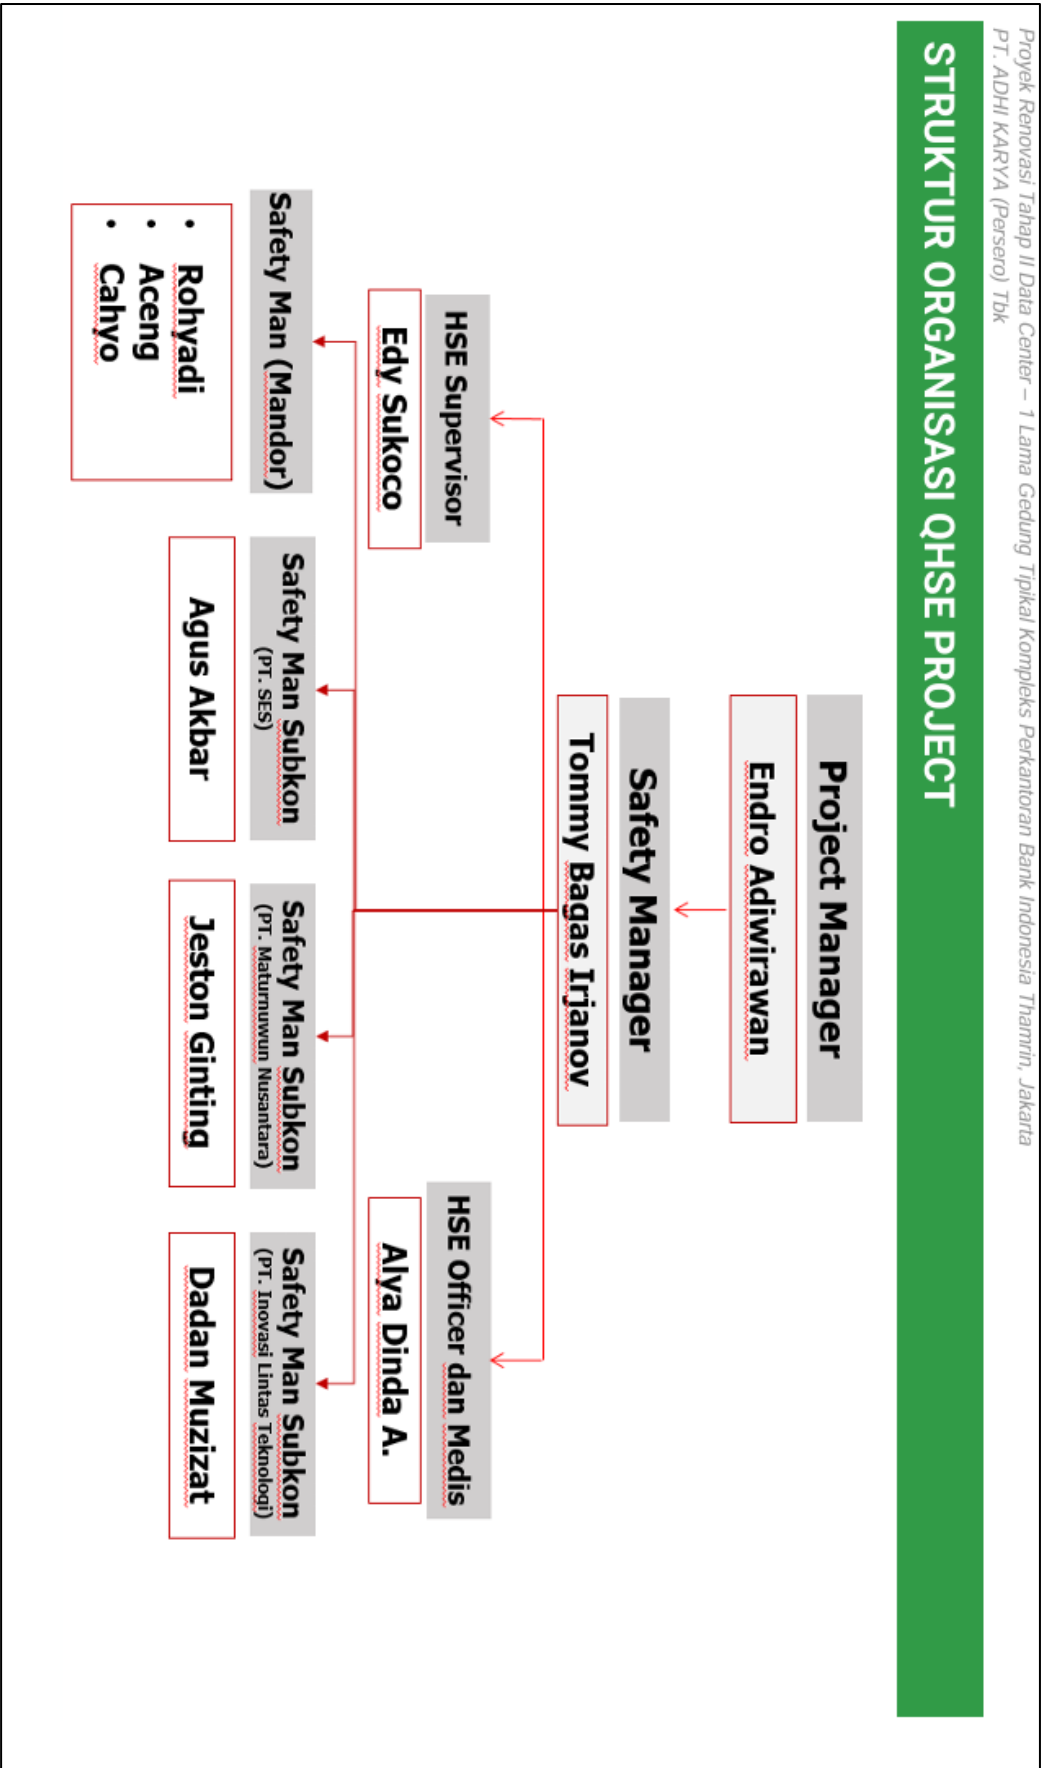 Proyek Renovasi Tahap II Data Center – 1 Lama Gedung Tipikal Kompleks Perkantoran Bank Indonesia Thamrin, Jakarta
PT. ADHI KARYA (Persero) Tbk
STRUKTUR ORGANISASI QHSE PROJECT
Project Manager
Endro Adiwirawan
Safety Manager
Tommy Bagas Irjanov
HSE Supervisor
Edy Sukoco
HSE Officer dan Medis
Alya Dinda A.
Safety Man (Mandor)
• Rohyadi
• Aceng
• Cahyo
Safety Man Subkon
(PT. SES)
Agus Akbar
Safety Man Subkon
(PT. Maturnuwun Nusantara)
Jeston Ginting
Safety Man Subkon
(PT. Inovasi Lintas Teknologi)
Dadan Muzizat